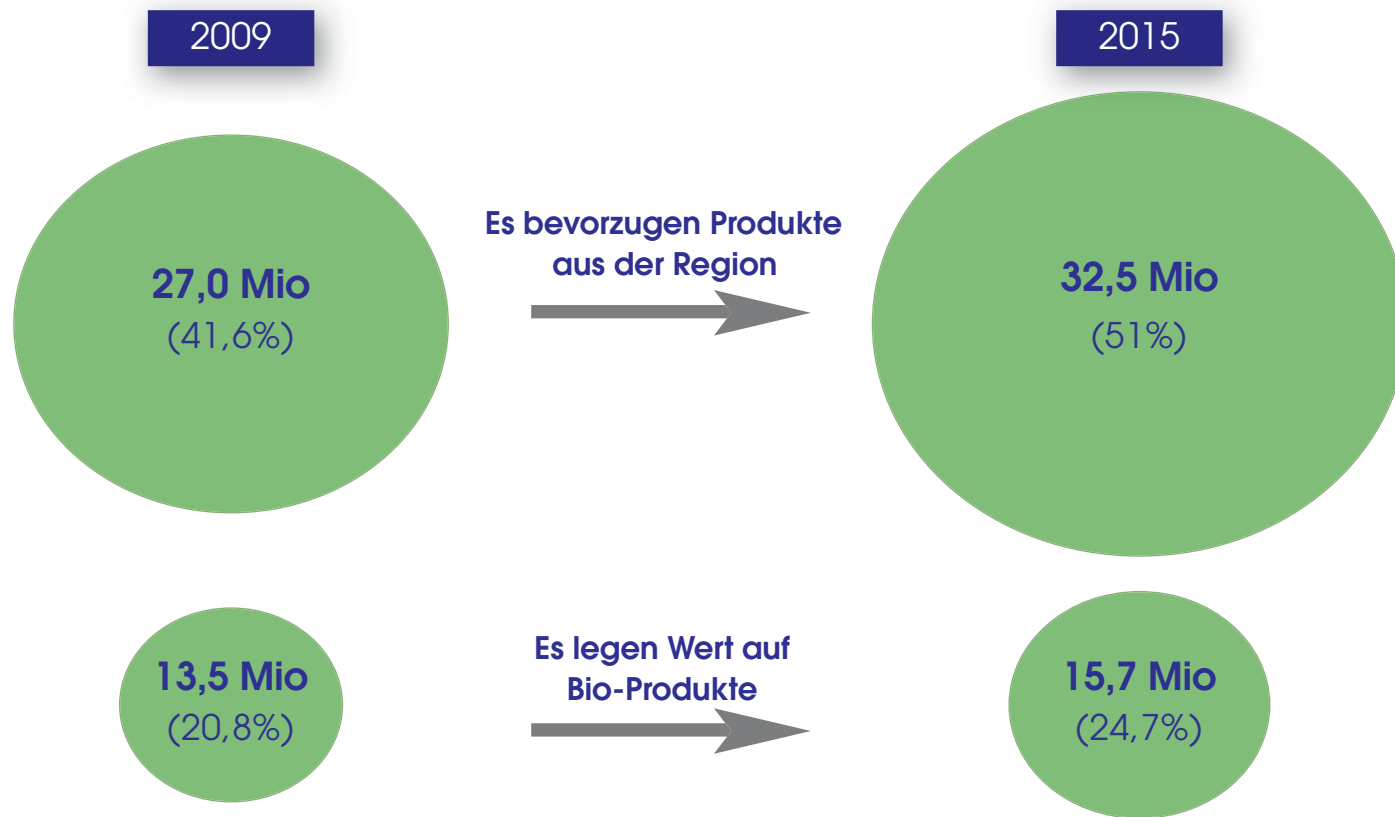 2009
2015
Es bevorzugen Produkte
aus der Region
27,0 Mio
(41,6%)
32,5 Mio
(51%)
Es legen Wert auf
Bio-Produkte
13,5 Mio
(20,8%)
15,7 Mio
(24,7%)